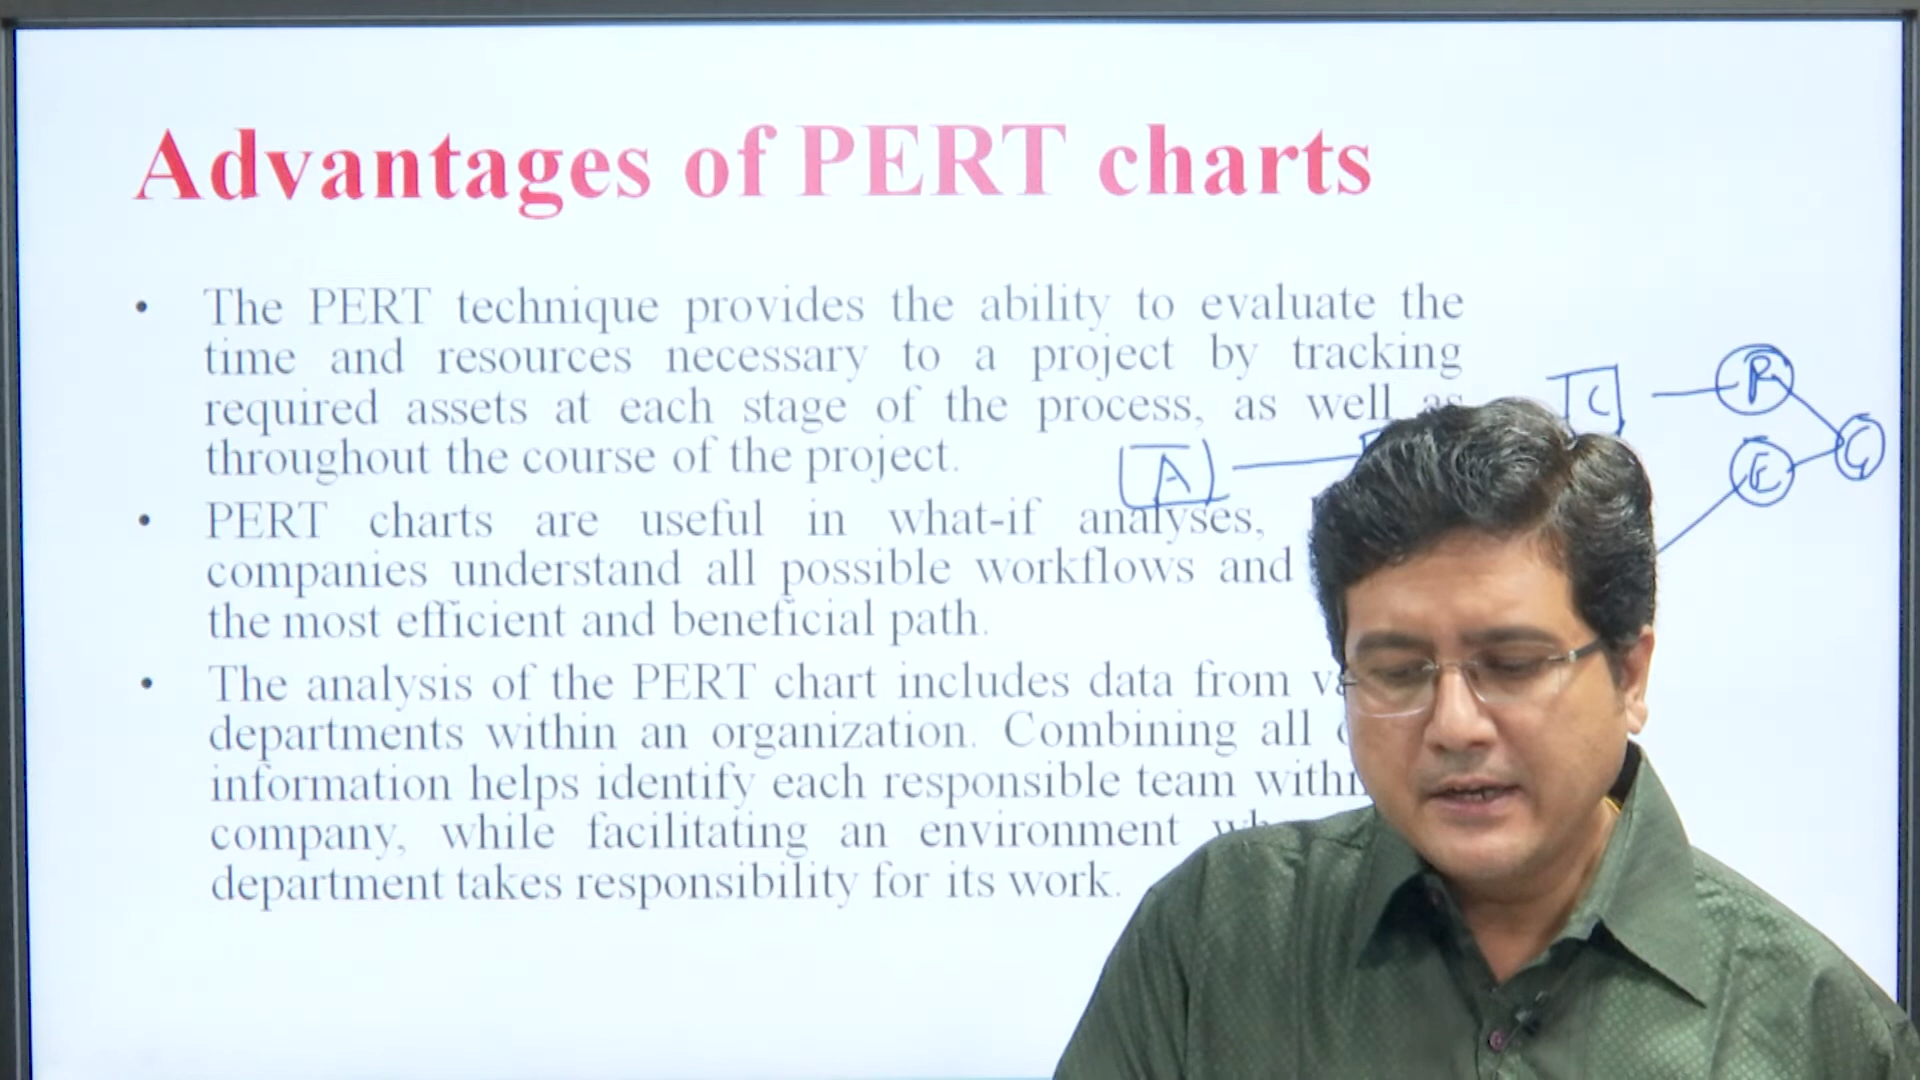 Advantages of PERT charts
• The PERT technique provides the ability to evaluate the
time and resources necessary to a project by tracking
required assets at each stage of the process, as well as
throughout the course of the project.
• PERT charts are useful in what-if analyses,
companies understand all possible workflows and
the most efficient and beneficial path.
• The analysis of the PERT chart includes data from
departments within an organization. Combining all
information helps identify each responsible team
company, while facilitating an environment
department takes responsibility for its work.
A
C
E
G